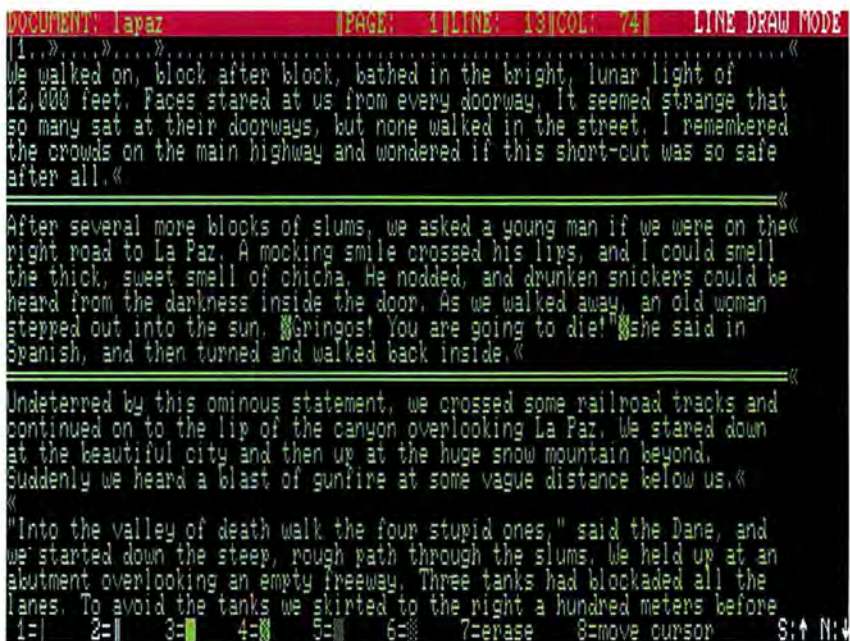 DOCUMENT: lapaz ║PAGE: 1║LINE: 13║COL: 74║ LINE DRAW MODE
|1..»....»....»..............................................................«
We walked on, block after block, bathed in the bright, lunar light of
12,000 feet. Faces stared at us from every doorway. It seemed strange that
so many sat at their doorways, but none walked in the street. I remembered
the crowds on the main highway and wondered if this short-cut was so safe
after all.«
After several more blocks of slums, we asked a young man if we were on the«
right road to La Paz. A mocking smile crossed his lips, and I could smell
the thick, sweet smell of chicha. He nodded, and drunken snickers could be
heard from the darkness inside the door. As we walked away, an old woman
stepped out into the sun. ▓Gringos! You are going to die!"▓she said in
Spanish, and then turned and walked back inside.«
Undeterred by this ominous statement, we crossed some railroad tracks and
continued on to the lip of the canyon overlooking La Paz. We stared down
at the beautiful city and then up at the huge snow mountain beyond.
Suddenly we heard a blast of gunfire at some vague distance below us.«
«
"Into the valley of death walk the four stupid ones," said the Dane, and
we started down the steep, rough path through the slums. We held up at an
abutment overlooking an empty freeway. Three tanks had blockaded all the
lanes. To avoid the tanks we skirted to the right a hundred meters before
1=│ 2=║ 3=█ 4=▓ 5=▒ 6=░ 7=erase 8=move cursor S:↑ N:↓